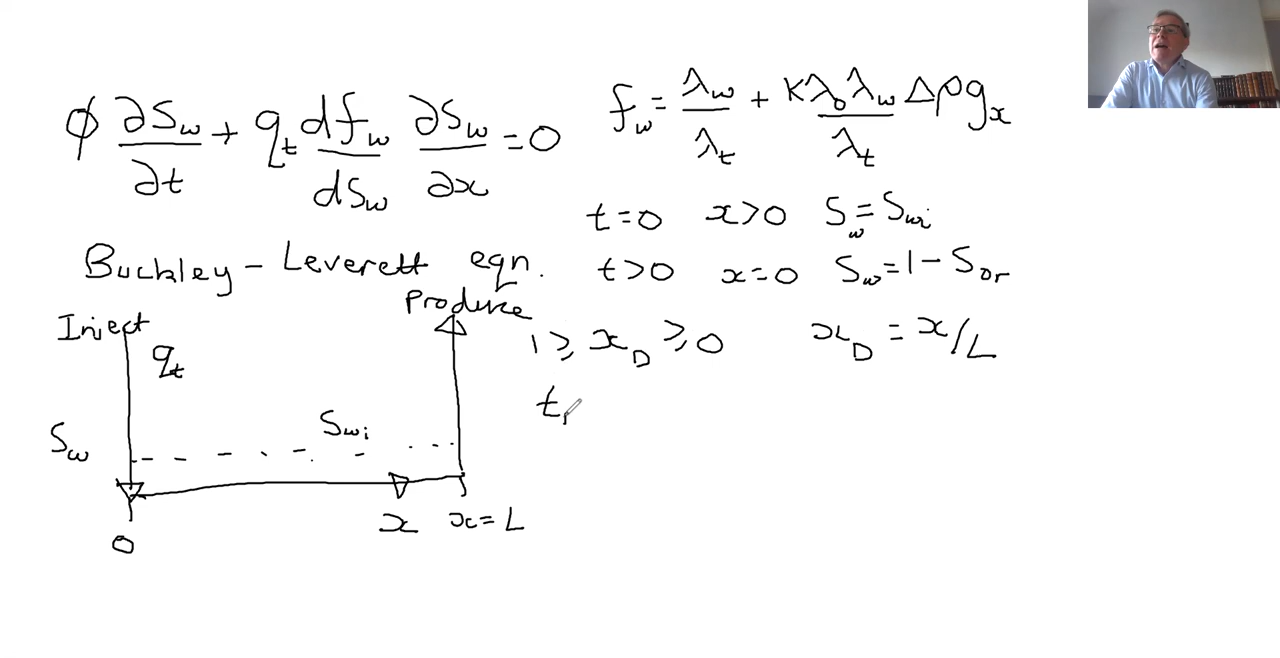 ϕ ∂S_w/∂t + q_t df_w/dS_w ∂S_w/∂x = 0
f_w = λ_w/λ_t + Kλ_oλ_w/λ_t Δρg_x
t=0 x>0 S_w = S_wi
Buckley - Leverett eqn.
t>0 x=0 S_w = 1 - S_or
Inject
Produce
q_t
1 ≥ x_D ≥ 0 x_D = x/L
t
S_w
S_wi
x x=L
0